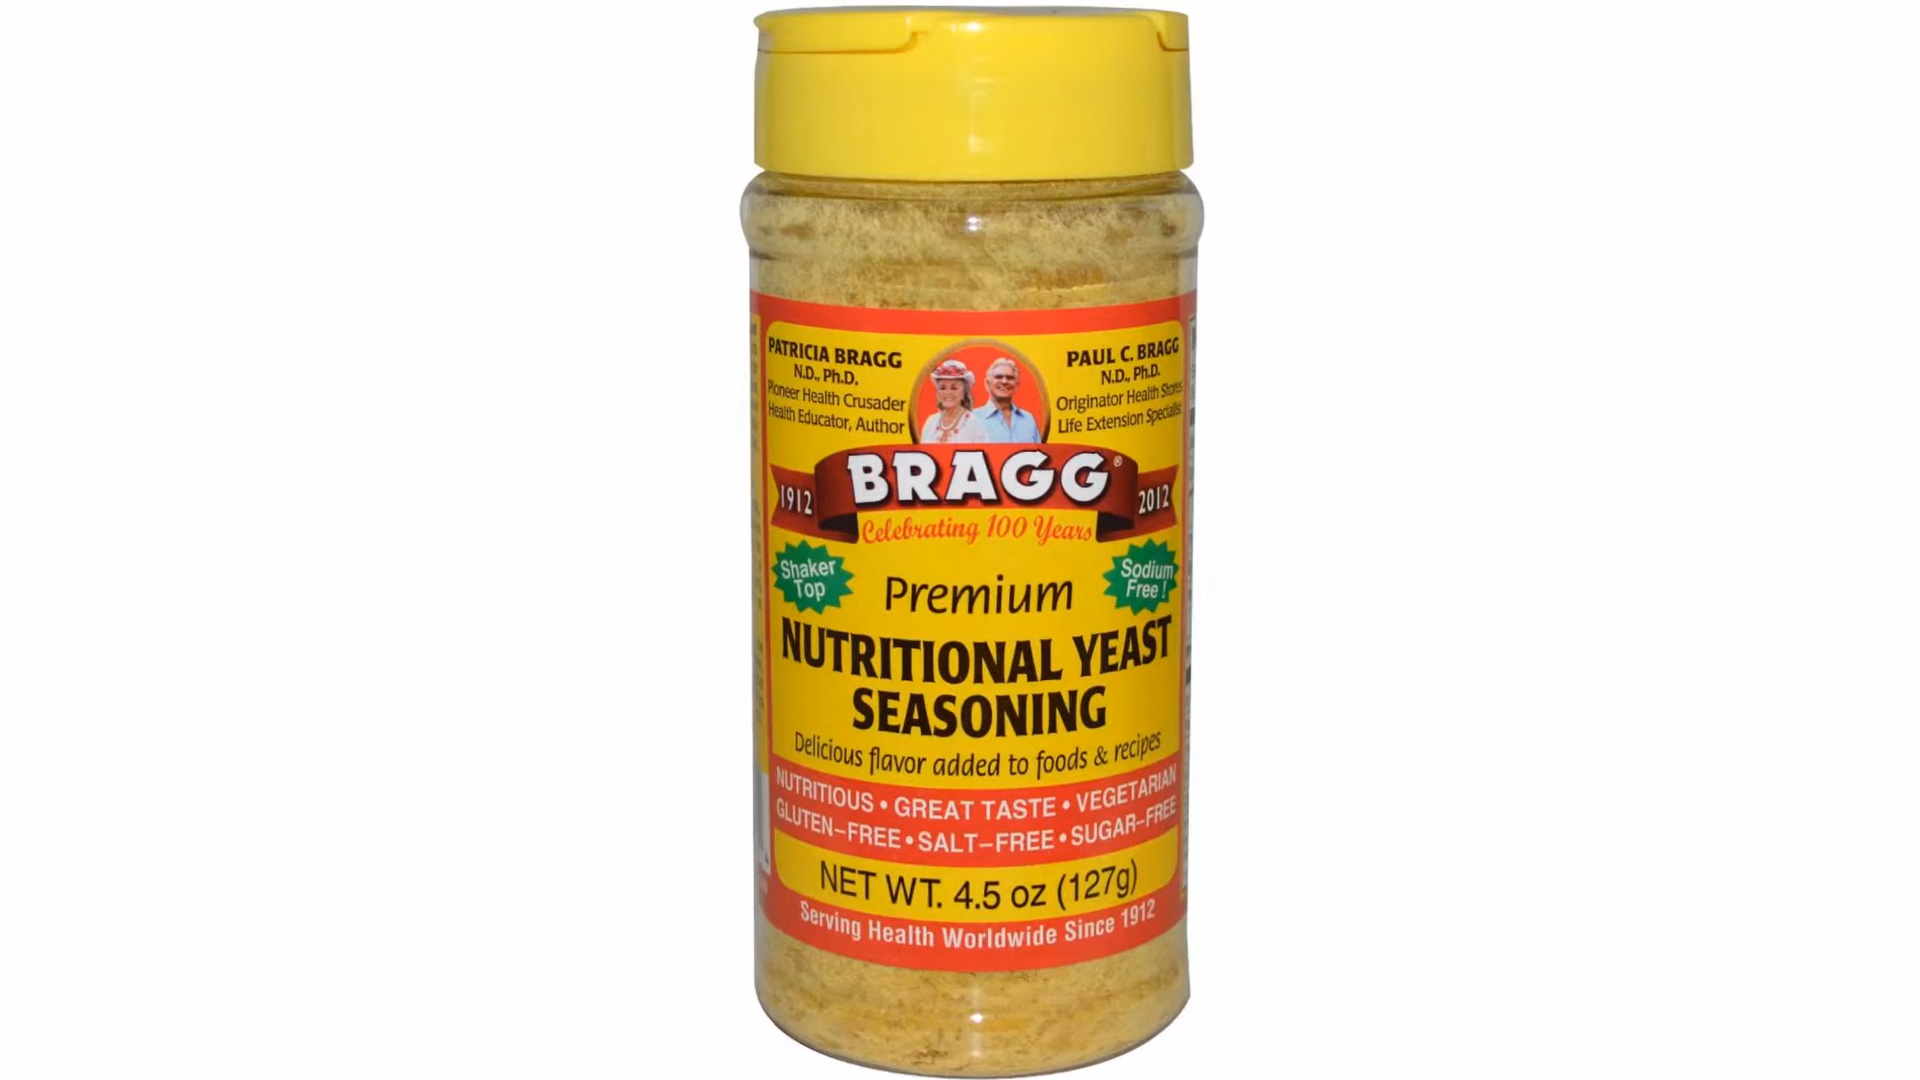 PATRICIA BRAGG
N.D., Ph.D.
Pioneer Health Crusader
Health Educator, Author
PAUL C. BRAGG
N.D., Ph.D.
Originator Health Stores
Life Extension Specialist
BRAGG®
1912
2012
Celebrating 100 Years
Shaker
Top
Sodium
Free!
Premium
NUTRITIONAL YEAST
SEASONING
Delicious flavor added to foods & recipes
NUTRITIOUS • GREAT TASTE • VEGETARIAN
GLUTEN-FREE • SALT-FREE • SUGAR-FREE
NET WT. 4.5 oz (127g)
Serving Health Worldwide Since 1912